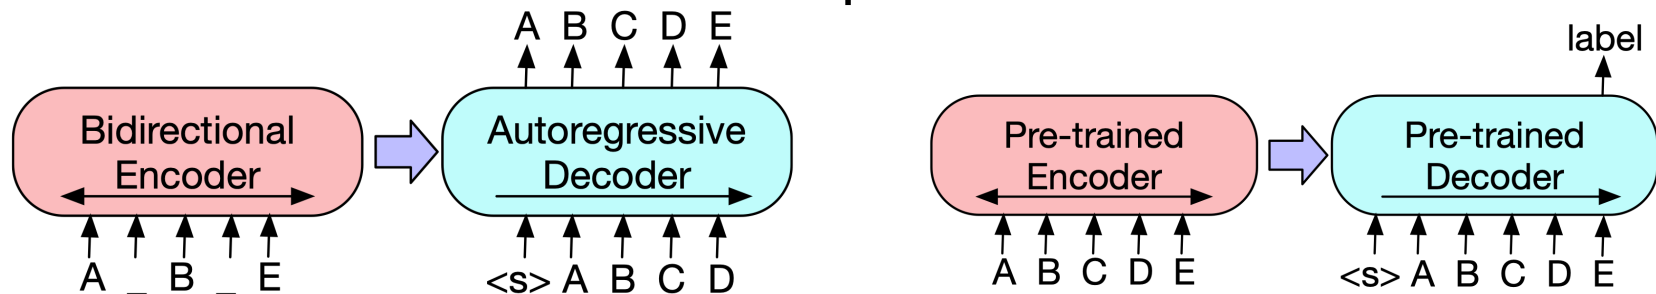 A B C D E
Bidirectional
Encoder
Autoregressive
Decoder
A _ B _ E
<s> A B C D
label
Pre-trained
Encoder
Pre-trained
Decoder
A B C D E
<s> A B C D E